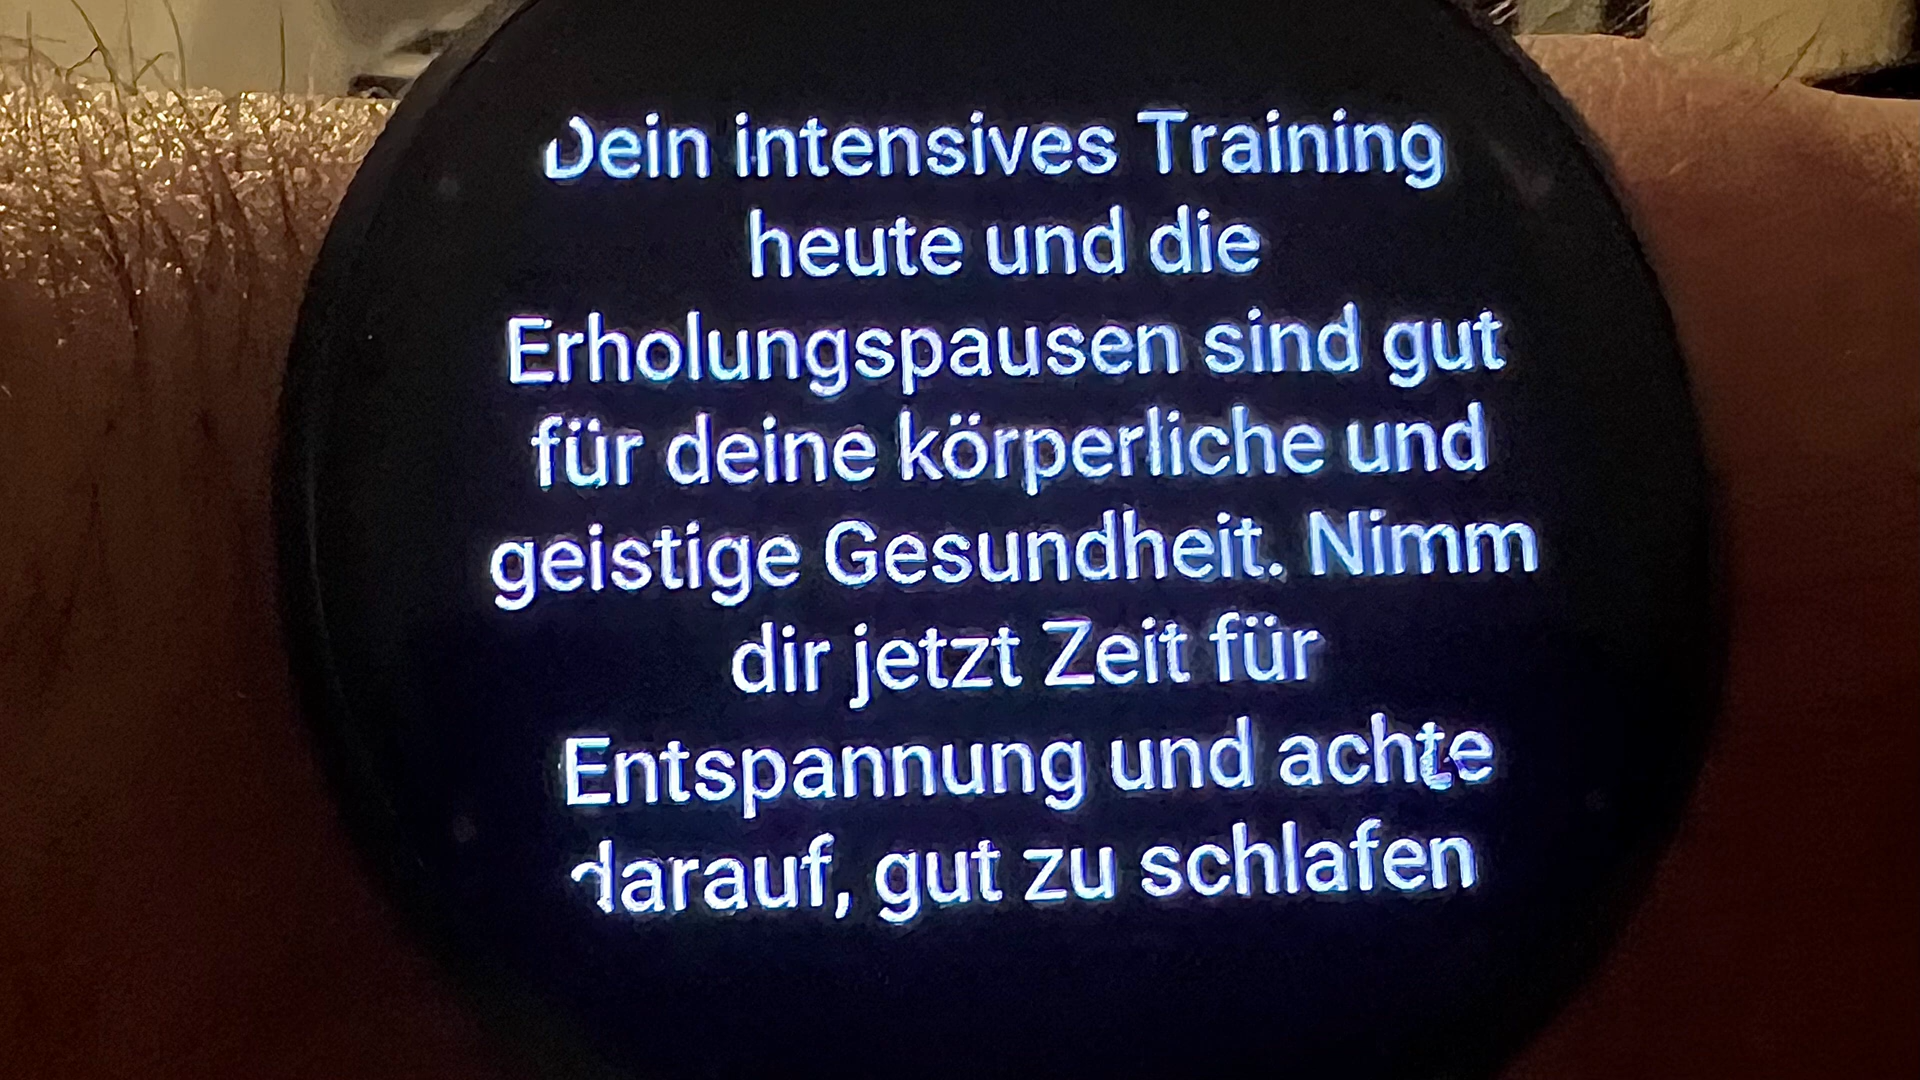 Dein intensives Training
heute und die
Erholungspausen sind gut
für deine körperliche und
geistige Gesundheit. Nimm
dir jetzt Zeit für
Entspannung und achte
darauf, gut zu schlafen